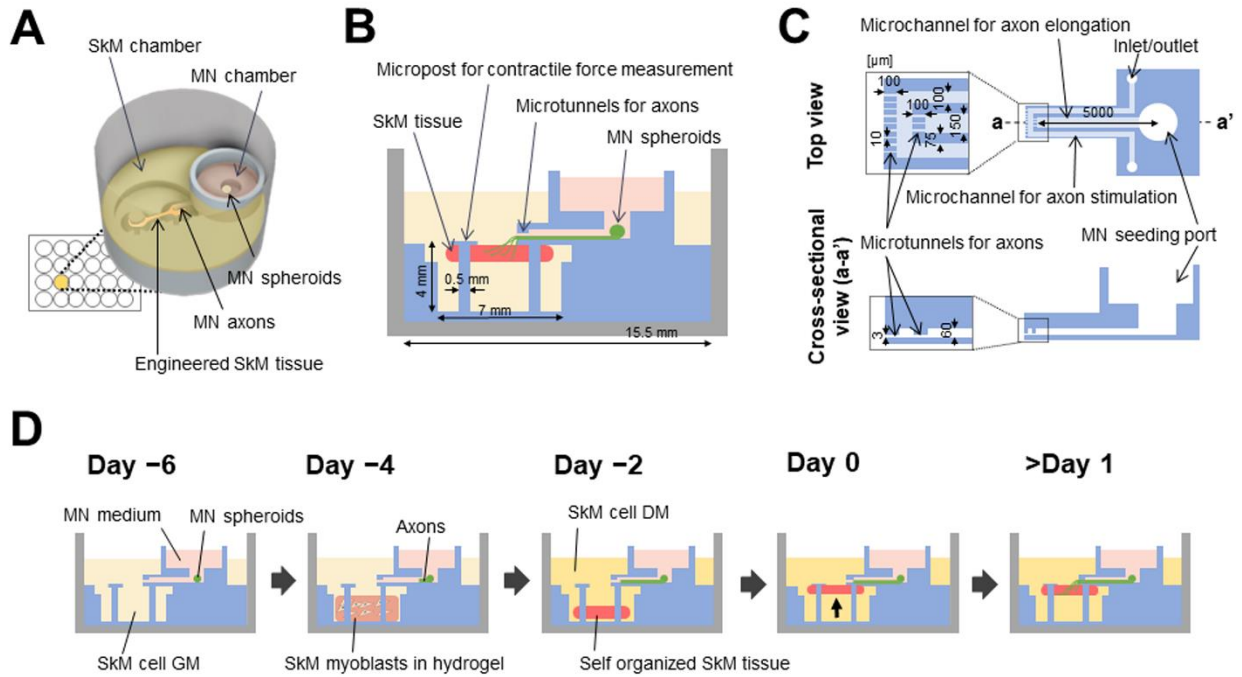 A
SkM chamber
MN chamber
MN spheroids
MN axons
Engineered SkM tissue
B
Micropost for contractile force measurement
Microtunnels for axons
SkM tissue
MN spheroids
4 mm
0.5 mm
7 mm
15.5 mm
C
Top view
Microchannel for axon elongation
[μm]
Inlet/outlet
100
100
100
150
75
10
a
5000
a'
Microchannel for axon stimulation
Cross-sectional
view (a-a')
Microtunnels for axons
MN seeding port
3
60
D
Day −6
Day −4
Day −2
Day 0
>Day 1
MN medium
MN spheroids
Axons
SkM cell DM
SkM cell GM
SkM myoblasts in hydrogel
Self organized SkM tissue